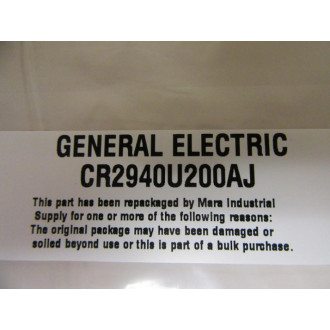 GENERAL ELECTRIC
CR2940U200AJ
This part has been repackaged by Mara Industrial
Supply for one or more of the following reasons:
The original package may have been damaged or
soiled beyond use or this is part of a bulk purchase.